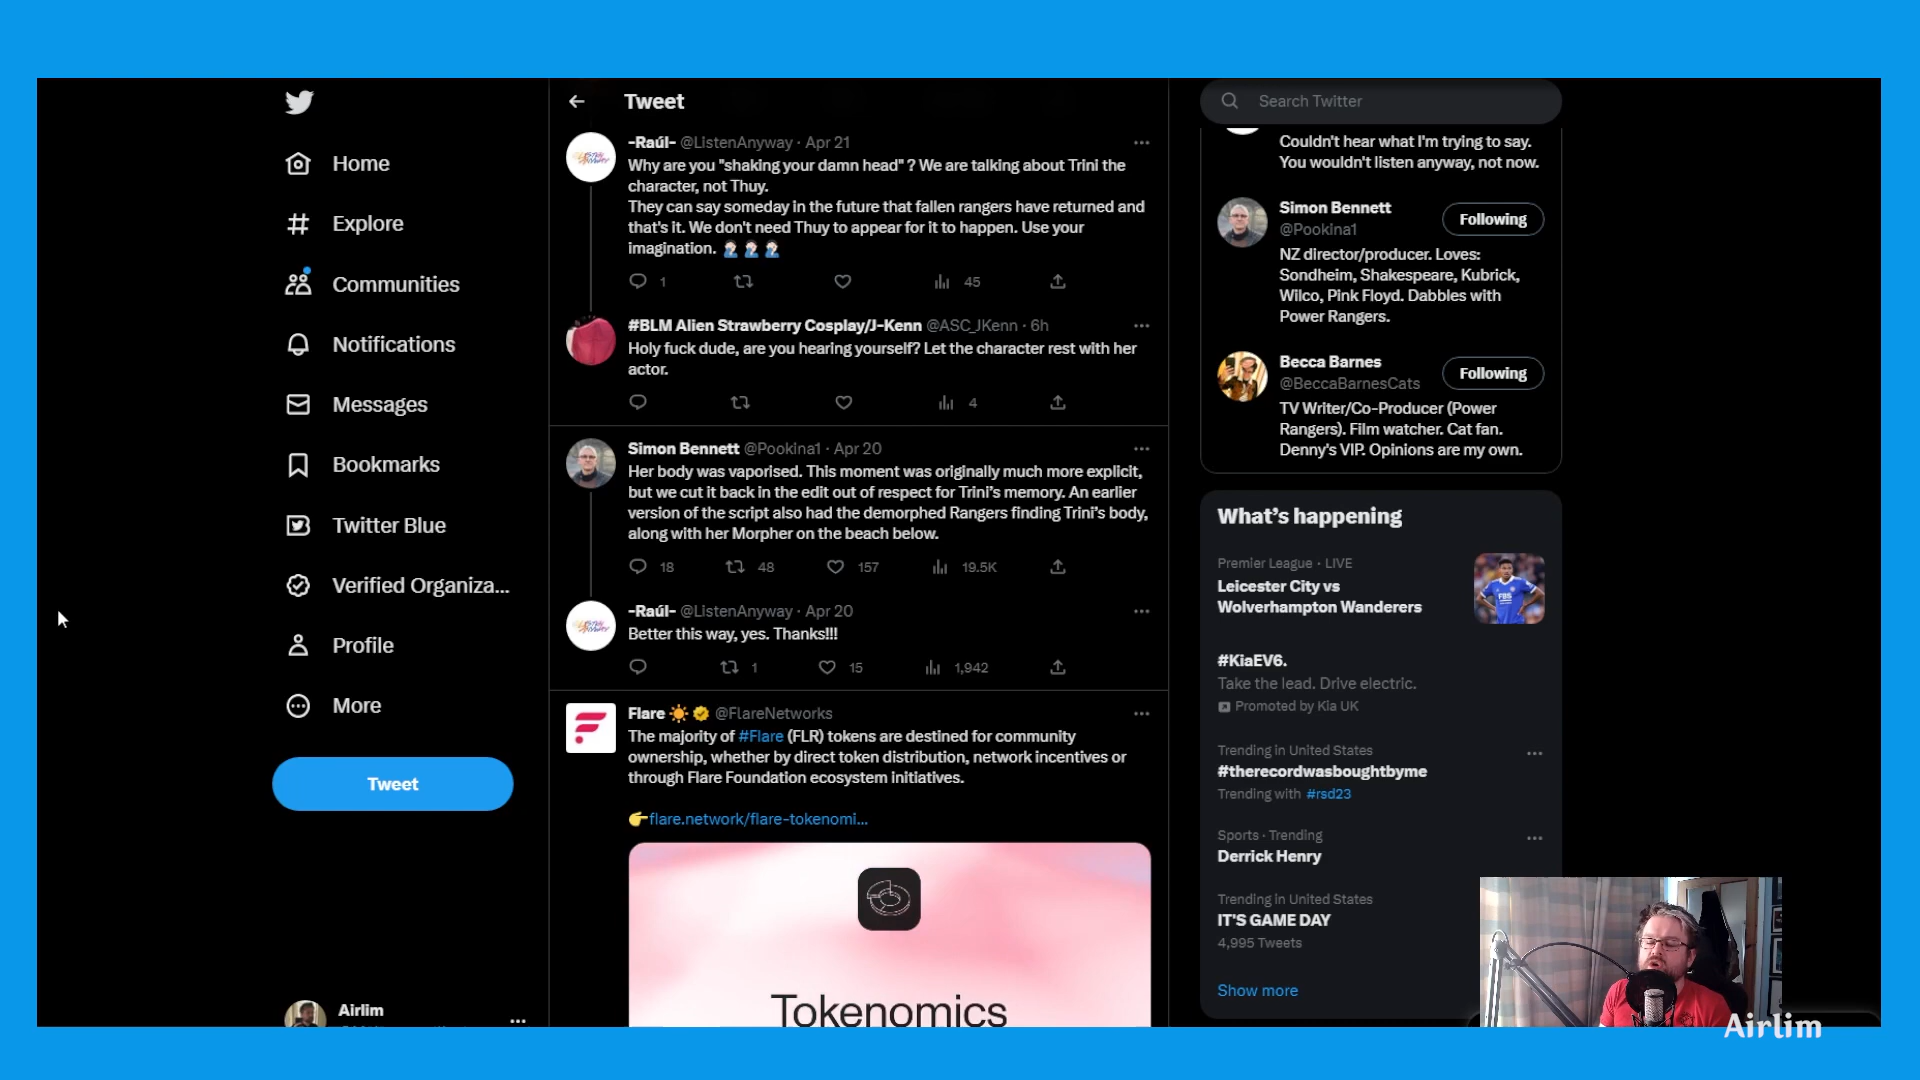 Home
Explore
Communities
Notifications
Messages
Bookmarks
Twitter Blue
Verified Organiza...
Profile
More
Tweet
Airlim
Tweet
-Raúl- @ListenAnyway · Apr 21
Why are you "shaking your damn head" ? We are talking about Trini the
character, not Thuy.
They can say someday in the future that fallen rangers have returned and
that's it. We don't need Thuy to appear for it to happen. Use your
imagination.
1 45
#BLM Alien Strawberry Cosplay/J-Kenn @ASC_JKenn · 6h
Holy fuck dude, are you hearing yourself? Let the character rest with her
actor.
4
Simon Bennett @Pookina1 · Apr 20
Her body was vaporised. This moment was originally much more explicit,
but we cut it back in the edit out of respect for Trini's memory. An earlier
version of the script also had the demorphed Rangers finding Trini's body,
along with her Morpher on the beach below.
18 48 157 19.5K
-Raúl- @ListenAnyway · Apr 20
Better this way, yes. Thanks!!!
1 15 1,942
Flare @FlareNetworks
The majority of #Flare (FLR) tokens are destined for community
ownership, whether by direct token distribution, network incentives or
through Flare Foundation ecosystem initiatives.
flare.network/flare-tokenomi...
Tokenomics
Search Twitter
Couldn't hear what I'm trying to say.
You wouldn't listen anyway, not now.
Simon Bennett
@Pookina1
Following
NZ director/producer. Loves:
Sondheim, Shakespeare, Kubrick,
Wilco, Pink Floyd. Dabbles with
Power Rangers.
Becca Barnes
@BeccaBarnesCats
Following
TV Writer/Co-Producer (Power
Rangers). Film watcher. Cat fan.
Denny's VIP. Opinions are my own.
What's happening
Premier League · LIVE
Leicester City vs
Wolverhampton Wanderers
#KiaEV6.
Take the lead. Drive electric.
Promoted by Kia UK
Trending in United States
#therecordwasboughtbyme
Trending with #rsd23
Sports · Trending
Derrick Henry
Trending in United States
IT'S GAME DAY
4,995 Tweets
Show more
Airlim